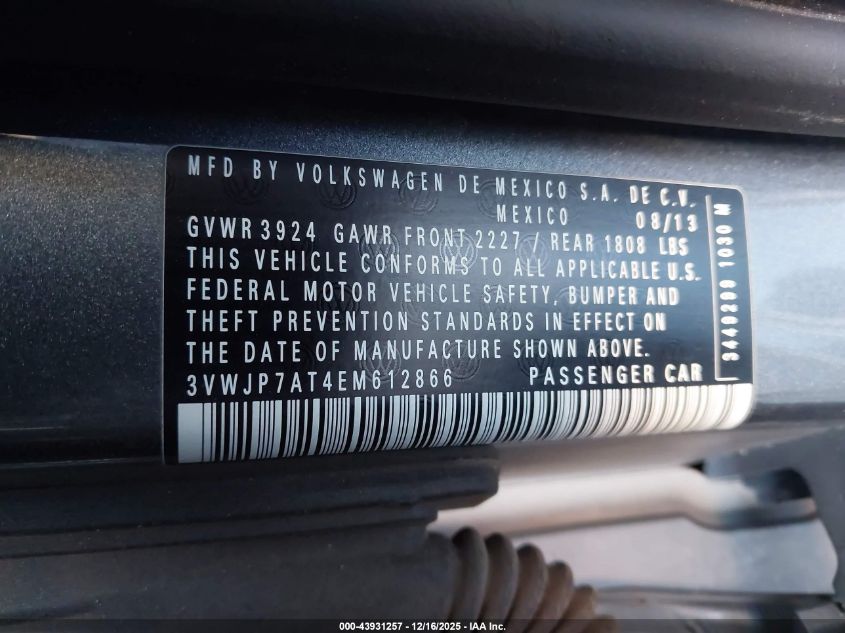 MFD BY VOLKSWAGEN DE MEXICO S.A. DE C.V.
MEXICO 08/13
GVWR 3924 GAWR FRONT 2227 / REAR 1808 LBS
THIS VEHICLE CONFORMS TO ALL APPLICABLE U.S.
FEDERAL MOTOR VEHICLE SAFETY, BUMPER AND
THEFT PREVENTION STANDARDS IN EFFECT ON
THE DATE OF MANUFACTURE SHOWN ABOVE.
3VWJP7AT4EM612866 PASSENGER CAR
1030 M
000-43931257 - 12/16/2025 - IAA Inc.